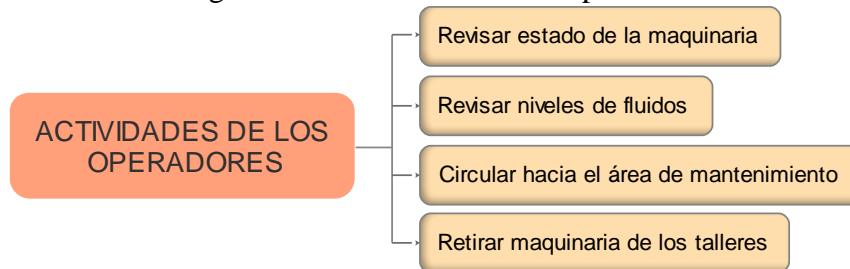 Revisar estado de la maquinaria
Revisar niveles de fluidos
ACTIVIDADES DE LOS
OPERADORES
Circular hacia el área de mantenimiento
Retirar maquinaria de los talleres